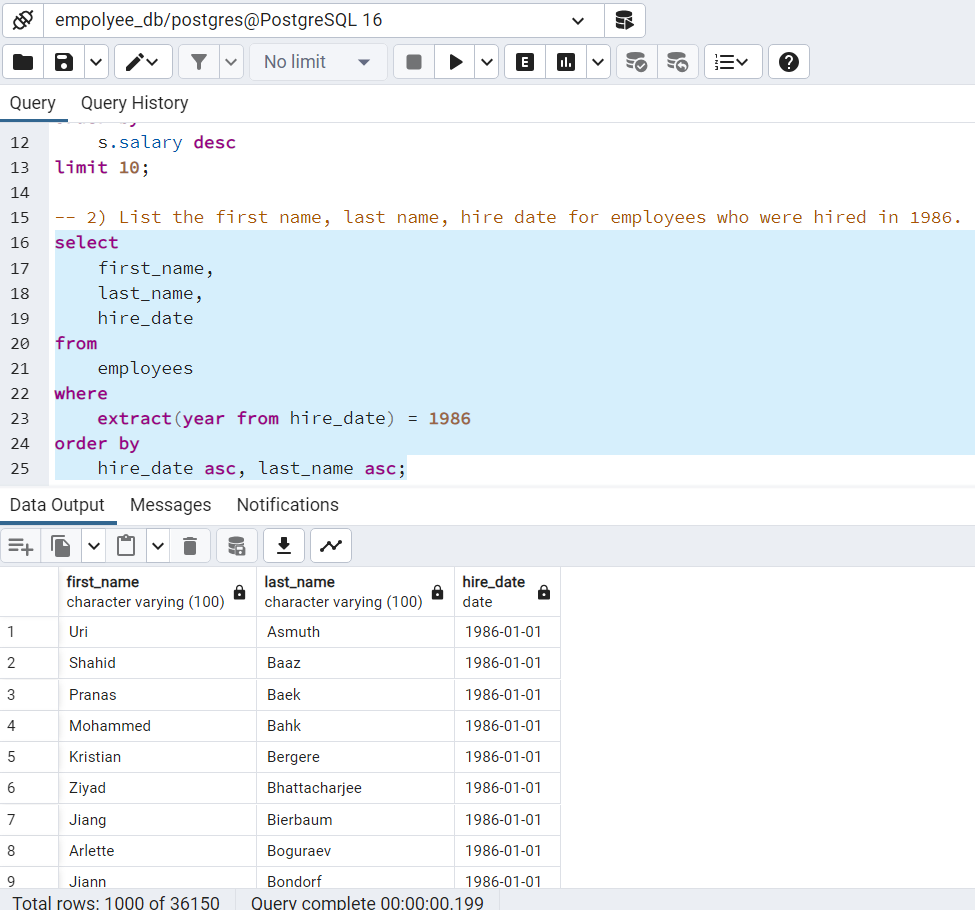 empolyee_db/postgres@PostgreSQL 16
No limit
E
Query Query History
12 s.salary desc
13 limit 10;
14
15 -- 2) List the first name, last name, hire date for employees who were hired in 1986.
16 select
17 first_name,
18 last_name,
19 hire_date
20 from
21 employees
22 where
23 extract(year from hire_date) = 1986
24 order by
25 hire_date asc, last_name asc;
Data Output Messages Notifications
first_name last_name hire_date
character varying (100) character varying (100) date
1 Uri Asmuth 1986-01-01
2 Shahid Baaz 1986-01-01
3 Pranas Baek 1986-01-01
4 Mohammed Bahk 1986-01-01
5 Kristian Bergere 1986-01-01
6 Ziyad Bhattacharjee 1986-01-01
7 Jiang Bierbaum 1986-01-01
8 Arlette Boguraev 1986-01-01
9 Jiann Bondorf 1986-01-01
Total rows: 1000 of 36150 Query complete 00:00:00.199